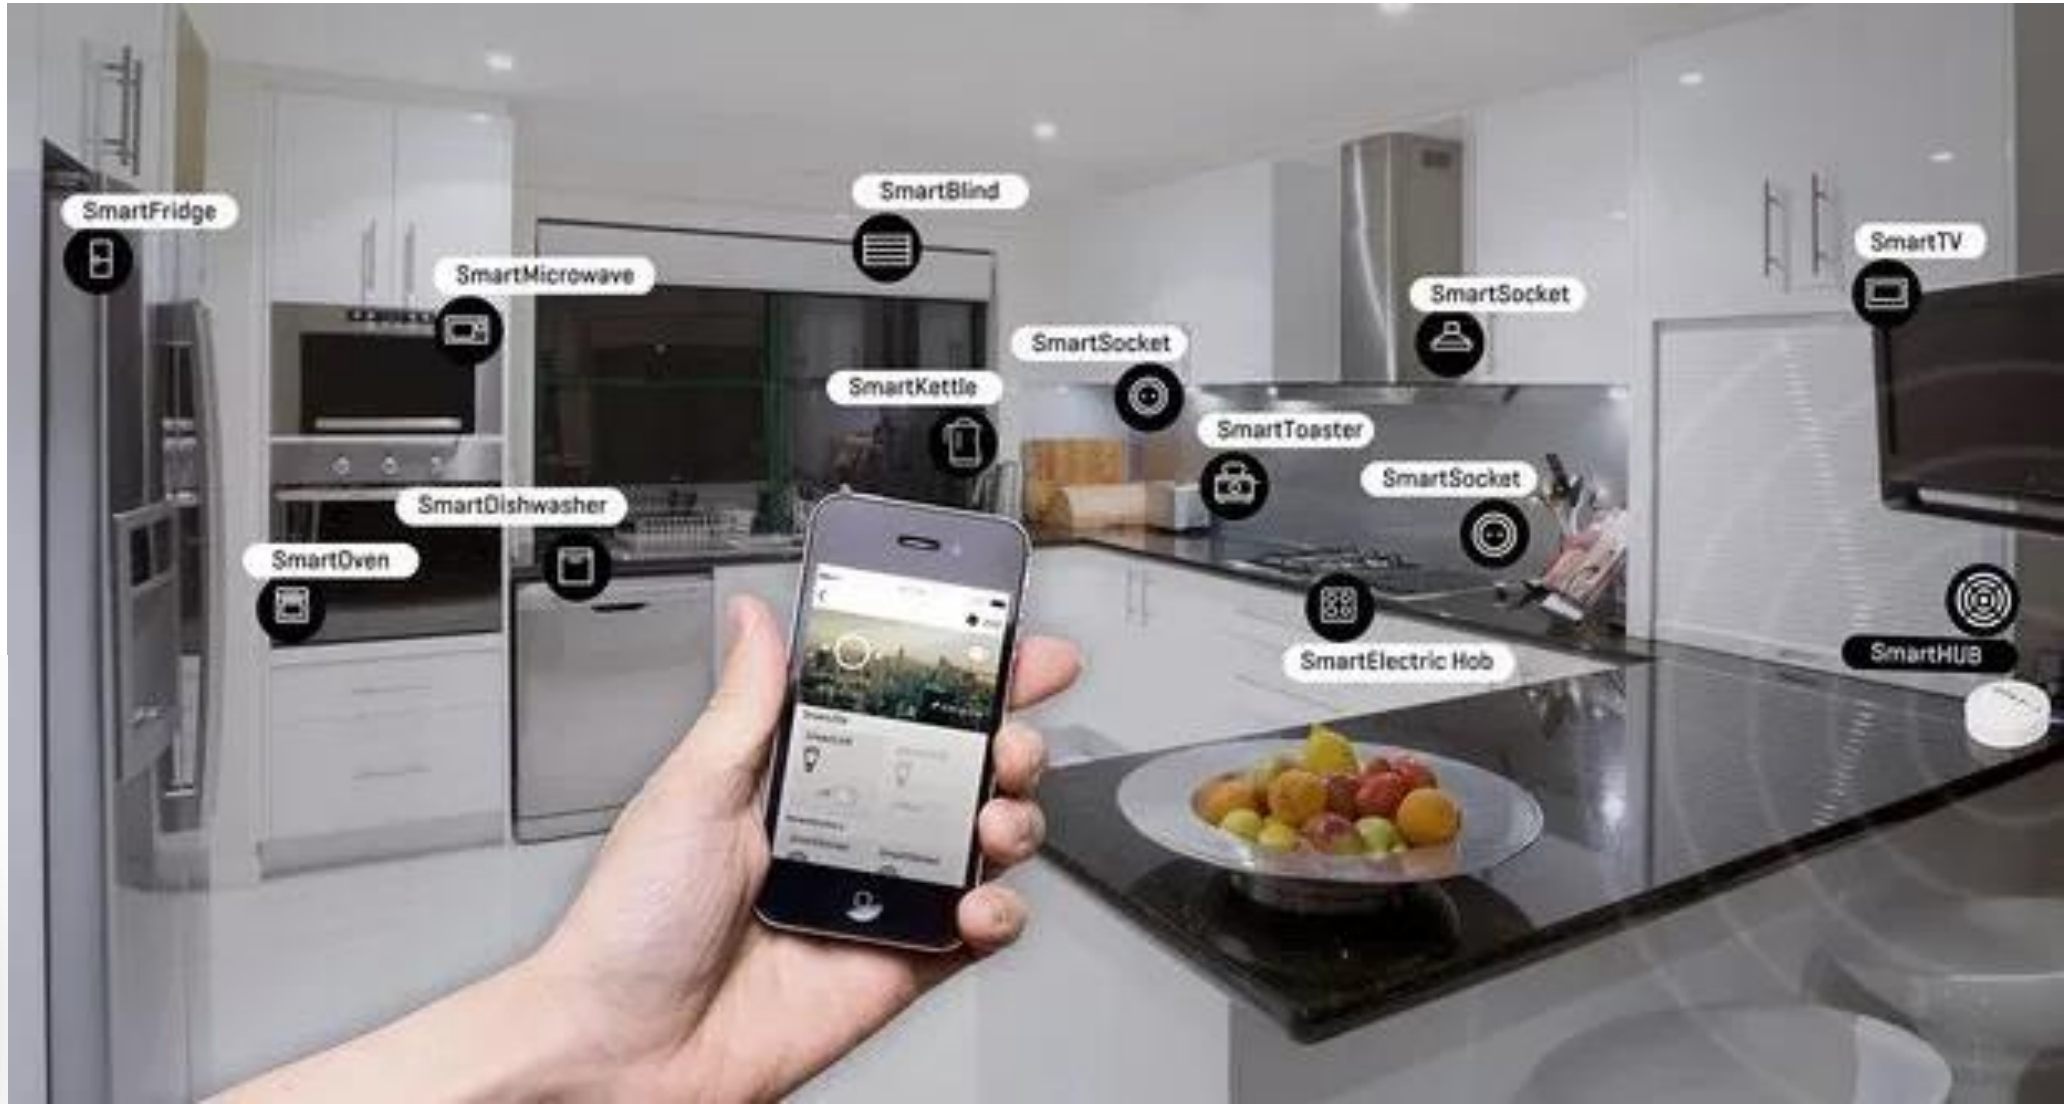 SmartBlind
SmartFridge
SmartTV
SmartMicrowave
SmartSocket
SmartSocket
SmartKettle
SmartToaster
SmartSocket
SmartDishwasher
SmartOven
SmartHUB
SmartElectric Hob